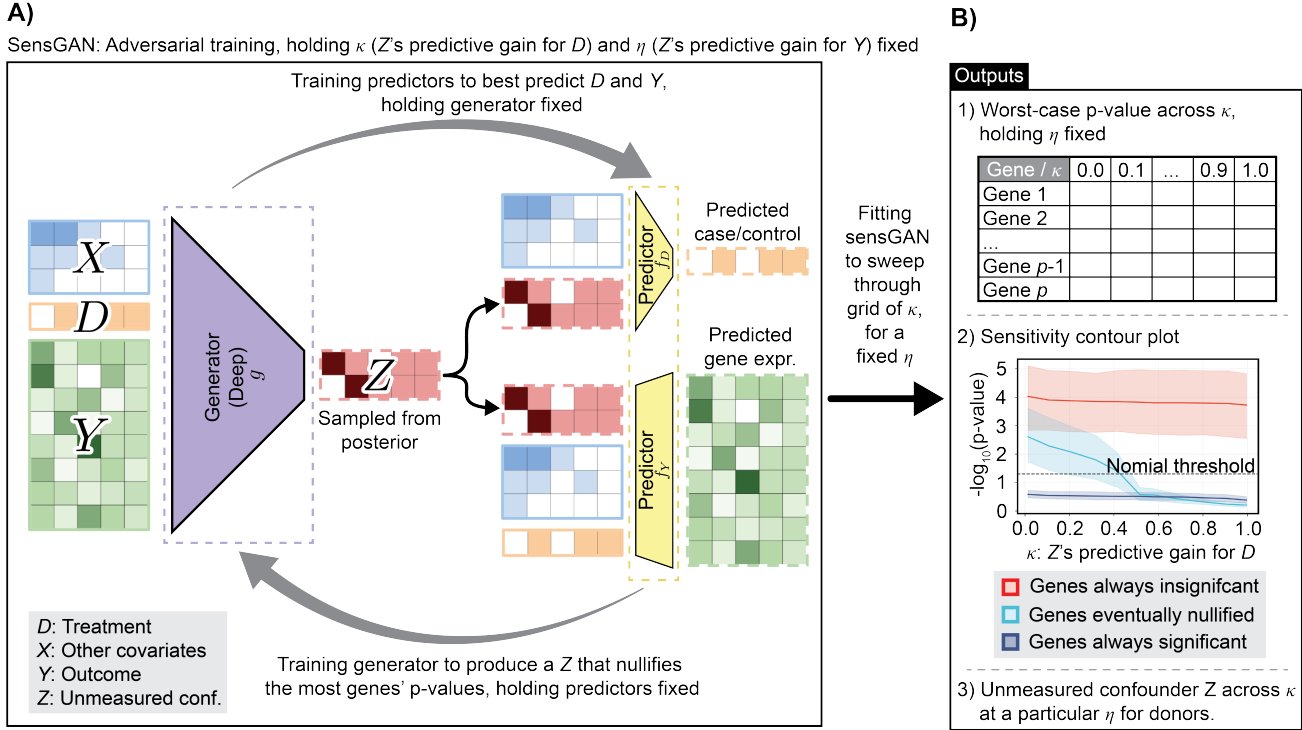 A)
SensGAN: Adversarial training, holding κ (Z's predictive gain for D) and η (Z's predictive gain for Y) fixed
Training predictors to best predict D and Y,
holding generator fixed
X
D
Y
Generator
(Deep)
g
Z
Sampled from
posterior
Predictor
f_D
Predicted
case/control
Predictor
f_Y
Predicted
gene expr.
Training generator to produce a Z that nullifies
the most genes' p-values, holding predictors fixed
D: Treatment
X: Other covariates
Y: Outcome
Z: Unmeasured conf.
Fitting
sensGAN
to sweep
through
grid of κ,
for a
fixed η
B)
Outputs
1) Worst-case p-value across κ,
holding η fixed
Gene / κ 0.0 0.1 ... 0.9 1.0
Gene 1
Gene 2
...
Gene p-1
Gene p
2) Sensitivity contour plot
-log10(p-value)
5
4
3
2
1
0
Nomial threshold
0.0 0.2 0.4 0.6 0.8 1.0
κ: Z's predictive gain for D
Genes always insignifcant
Genes eventually nullified
Genes always significant
3) Unmeasured confounder Z across κ
at a particular η for donors.